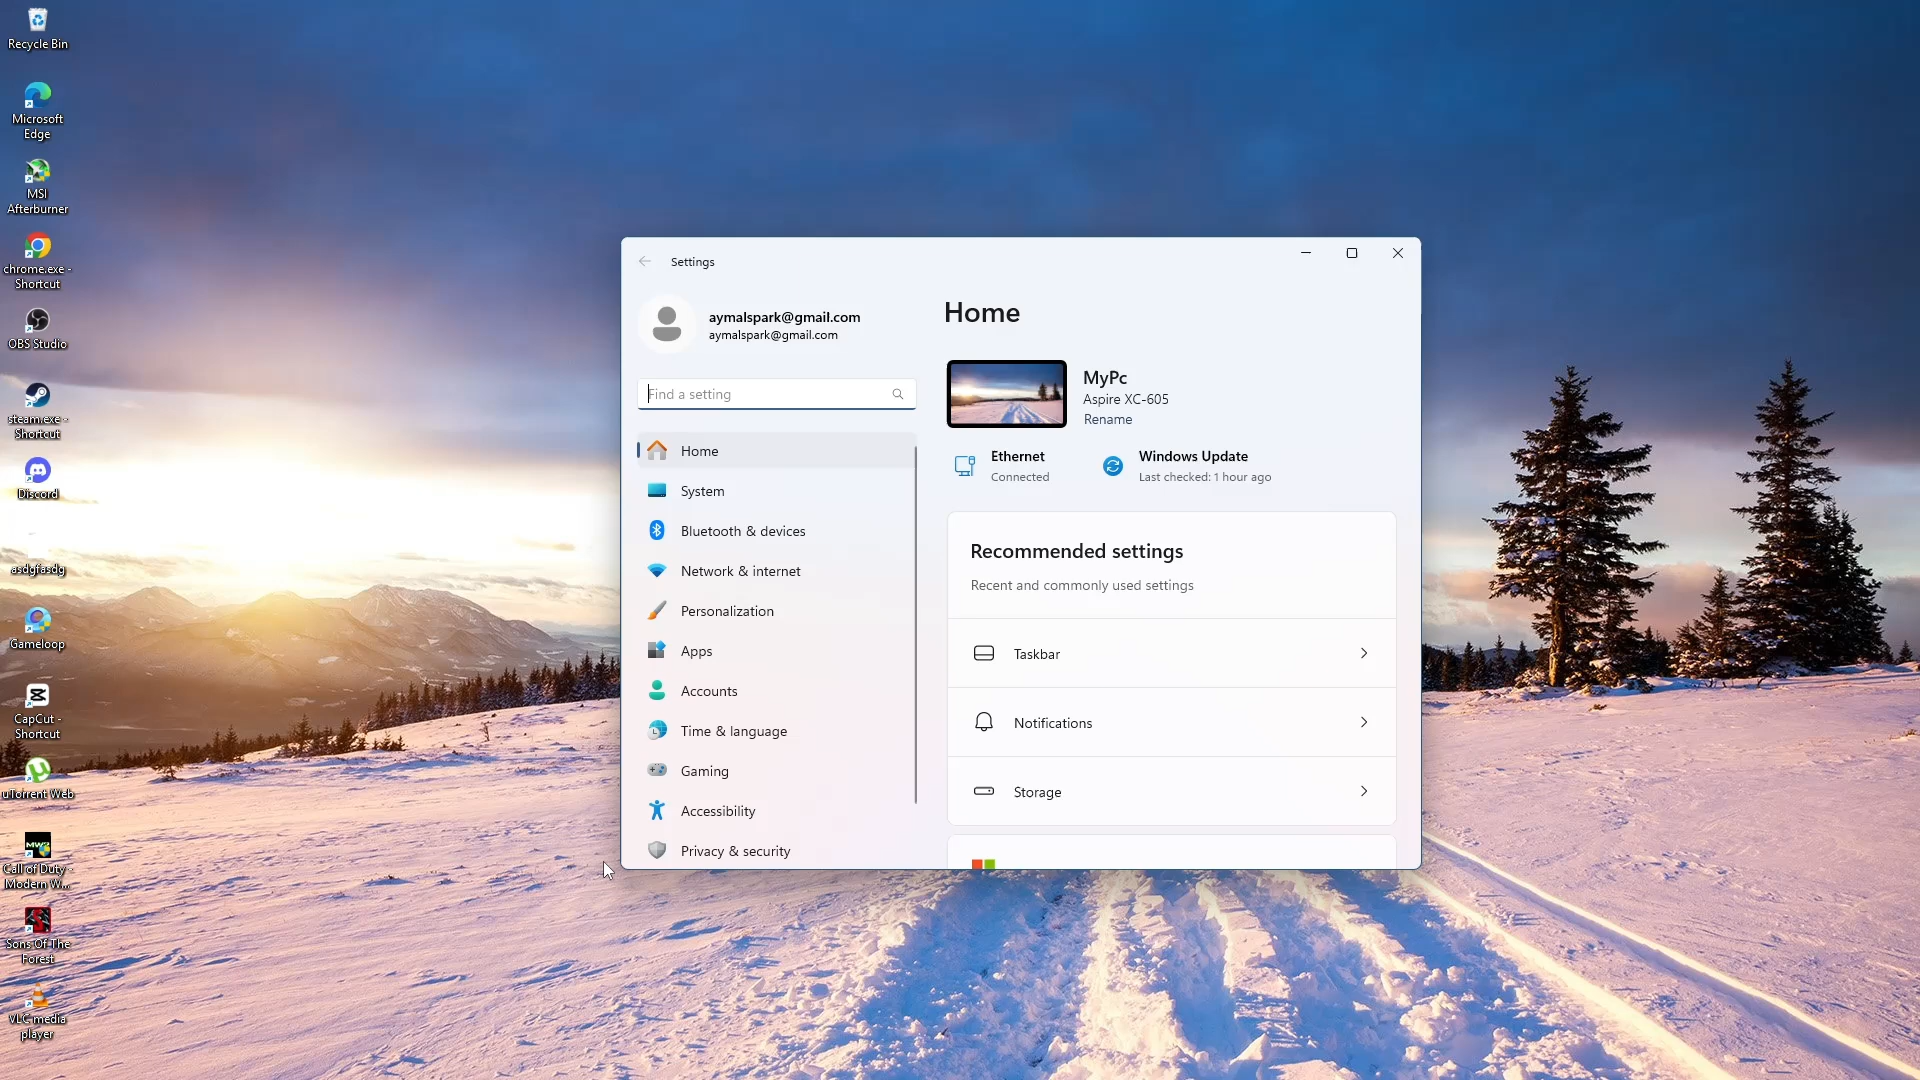 Recycle Bin
Microsoft
Edge
MSI
Afterburner
chrome.exe -
Shortcut
OBS Studio
steam.exe -
Shortcut
Discord
asdgfasdg
Gameloop
CapCut -
Shortcut
uTorrent Web
Call of Duty -
Modern W...
Sons Of The
Forest
VLC media
player
Settings
aymalspark@gmail.com
aymalspark@gmail.com
Find a setting
Home
System
Bluetooth & devices
Network & internet
Personalization
Apps
Accounts
Time & language
Gaming
Accessibility
Privacy & security
Home
MyPc
Aspire XC-605
Rename
Ethernet
Connected
Windows Update
Last checked: 1 hour ago
Recommended settings
Recent and commonly used settings
Taskbar
Notifications
Storage